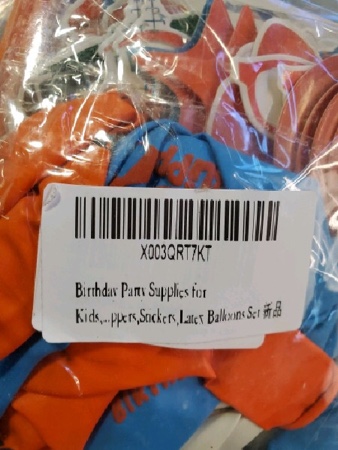 X003QRT7KT
Birthday Party Supplies for
Kids,...ppers,Stickers,Latex Balloons Set 新品